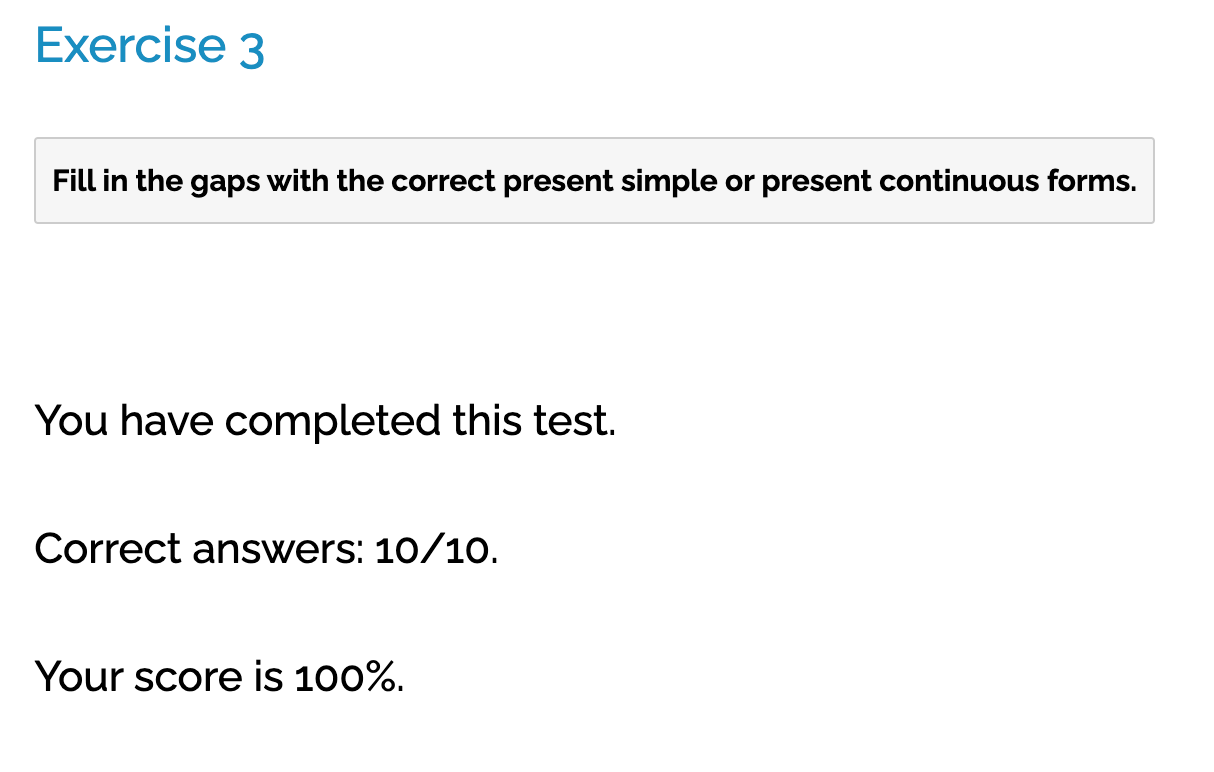 Exercise 3
Fill in the gaps with the correct present simple or present continuous forms.
You have completed this test.
Correct answers: 10/10.
Your score is 100%.